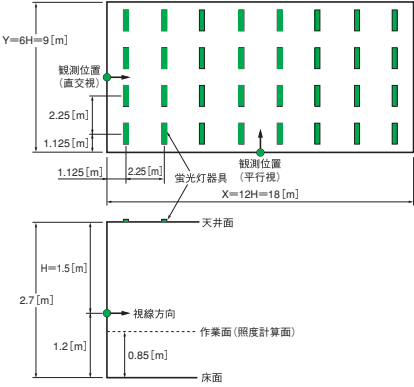 Y=6H=9[m]
観測位置
(直交視)
2.25[m]
1.125[m]
観測位置
(平行視)
1.125[m]
2.25[m]
蛍光灯器具
X=12H=18[m]
天井面
H=1.5[m]
2.7[m]
視線方向
作業面(照度計算面)
1.2[m]
0.85[m]
床面